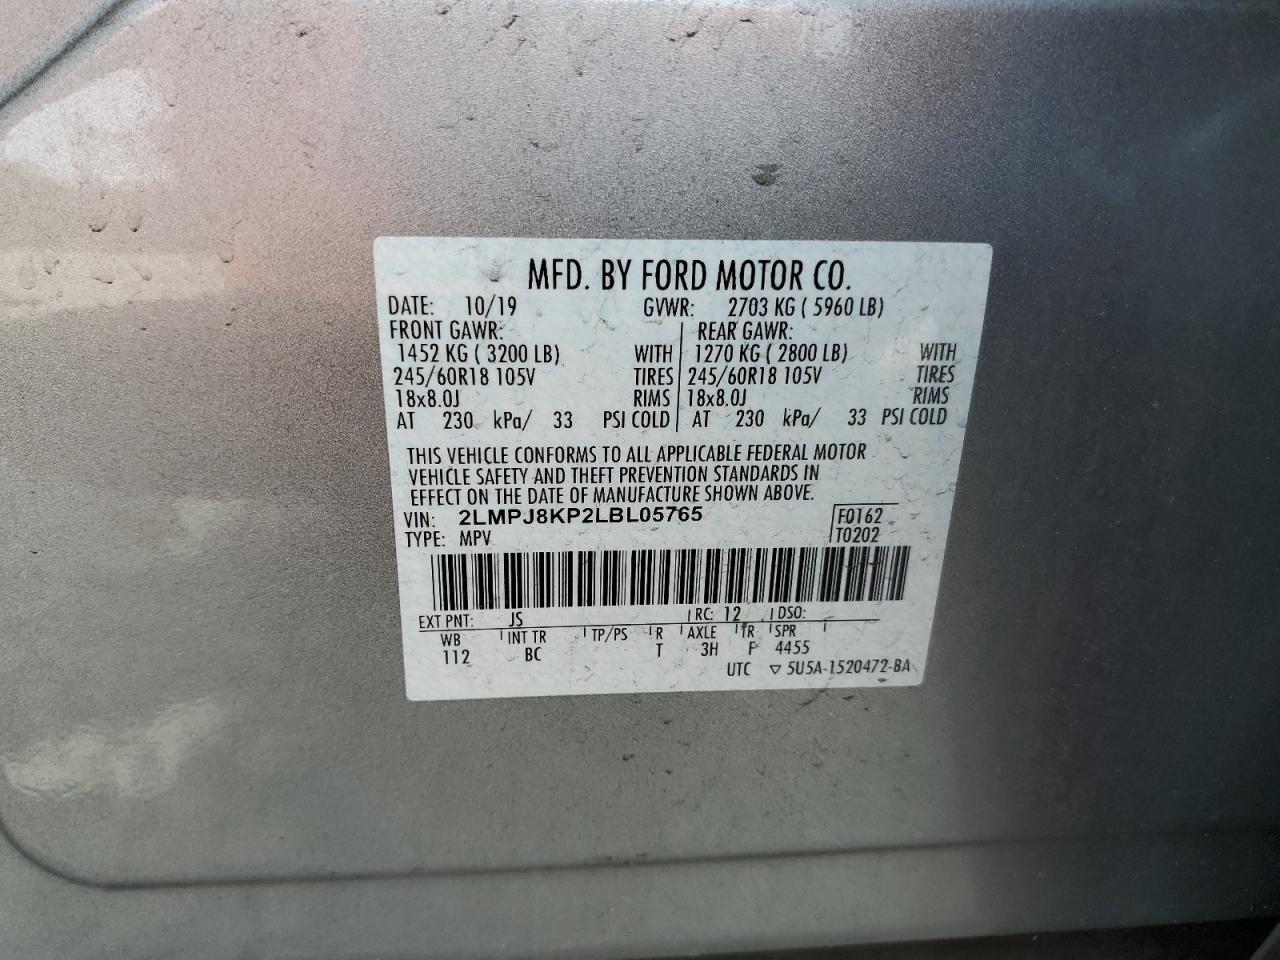 MFD. BY FORD MOTOR CO.
DATE: 10/19 GVWR: 2703 KG ( 5960 LB)
FRONT GAWR: REAR GAWR:
1452 KG ( 3200 LB) WITH 1270 KG ( 2800 LB) WITH
245/60R18 105V TIRES 245/60R18 105V TIRES
18x8.0J RIMS 18x8.0J RIMS
AT 230 kPa/ 33 PSI COLD AT 230 kPa/ 33 PSI COLD
THIS VEHICLE CONFORMS TO ALL APPLICABLE FEDERAL MOTOR
VEHICLE SAFETY AND THEFT PREVENTION STANDARDS IN
EFFECT ON THE DATE OF MANUFACTURE SHOWN ABOVE.
VIN: 2LMPJ8KP2LBL05765 F0162
TYPE: MPV T0202
EXT PNT: JS RC: 12 DSO:
WB INT TR TP/PS R AXLE TR SPR
112 BC T 3H F 4455
UTC ▽ 5U5A-1520472-BA